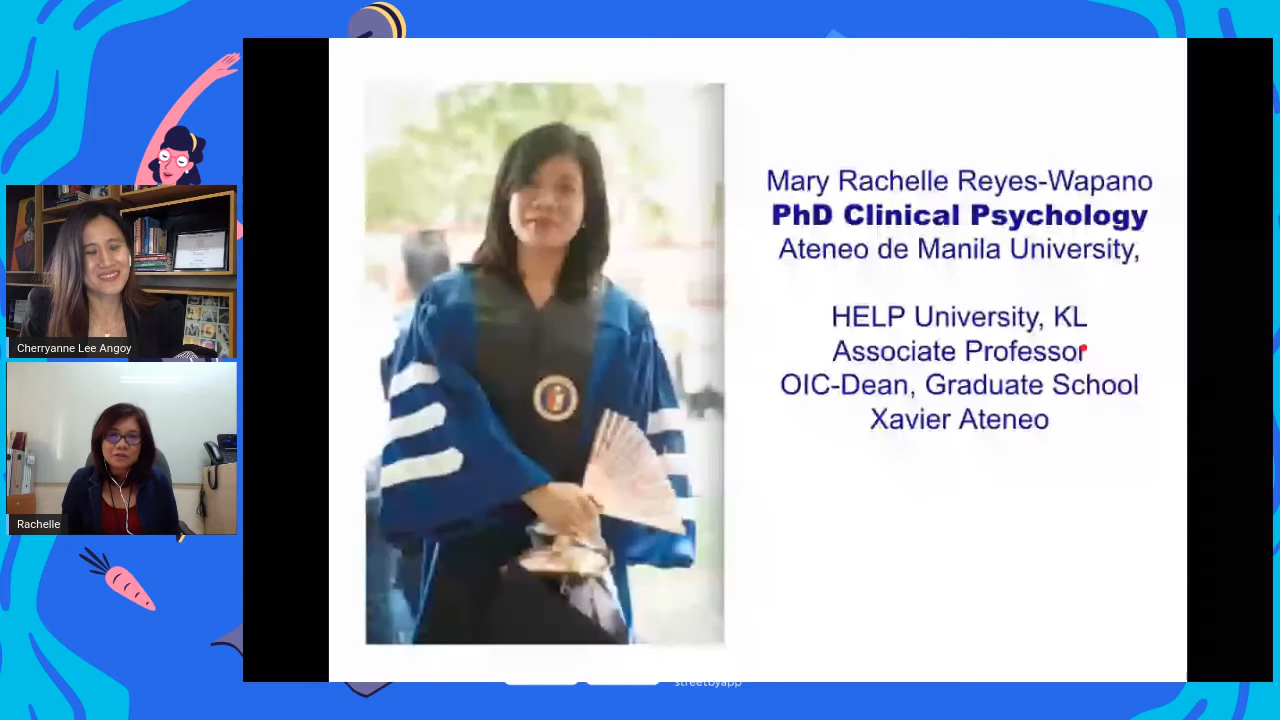 Cherryanne Lee Angoy
Rachelle
Mary Rachelle Reyes-Wapano
PhD Clinical Psychology
Ateneo de Manila University,
HELP University, KL
Associate Professor
OIC-Dean, Graduate School
Xavier Ateneo